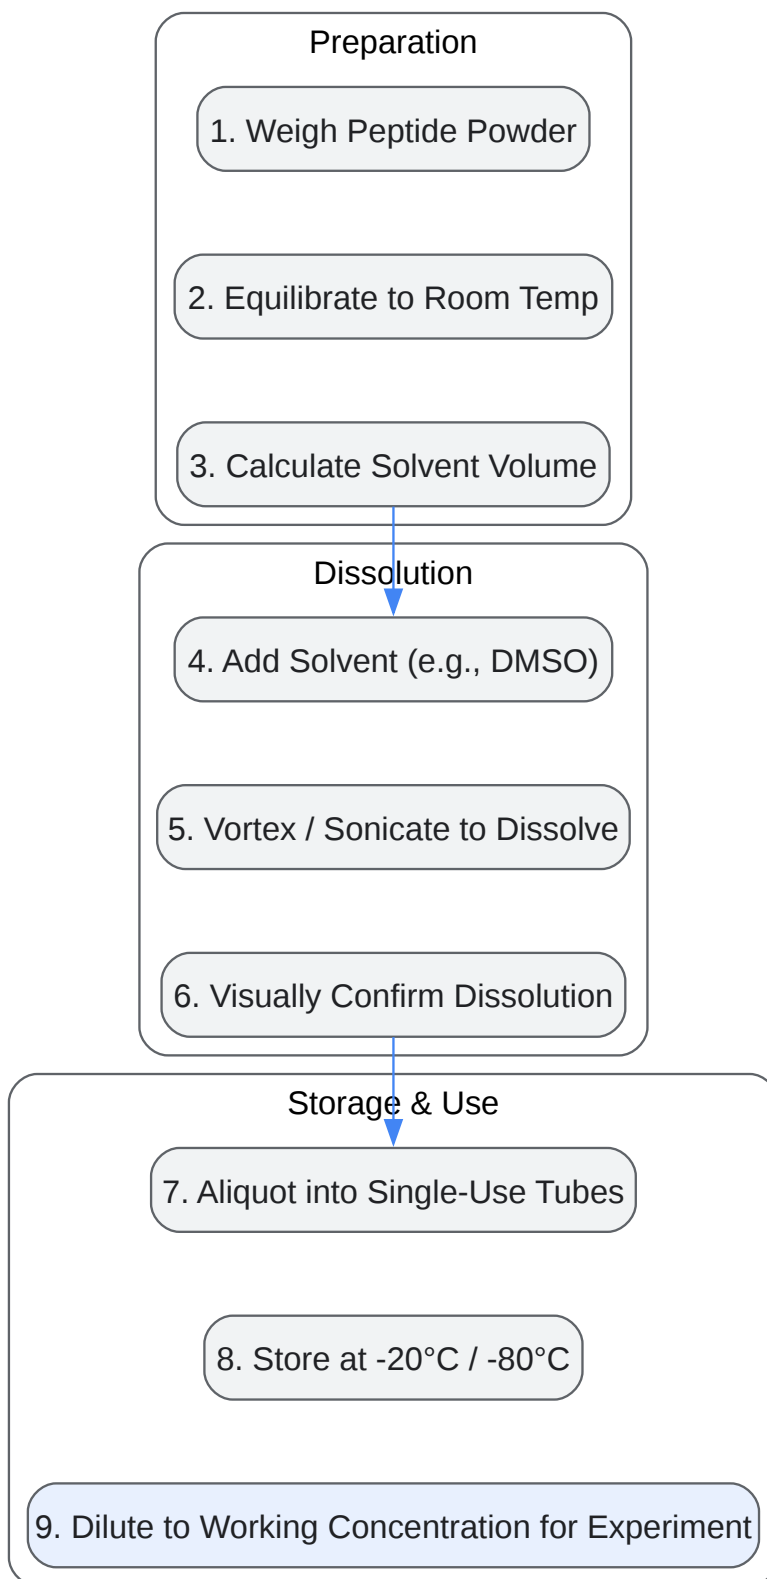 Preparation
1. Weigh Peptide Powder
2. Equilibrate to Room Temp
3. Calculate Solvent Volume
Dissolution
4. Add Solvent (e.g., DMSO)
5. Vortex / Sonicate to Dissolve
6. Visually Confirm Dissolution
Storage & Use
7. Aliquot into Single-Use Tubes
8. Store at -20°C / -80°C
9. Dilute to Working Concentration for Experiment